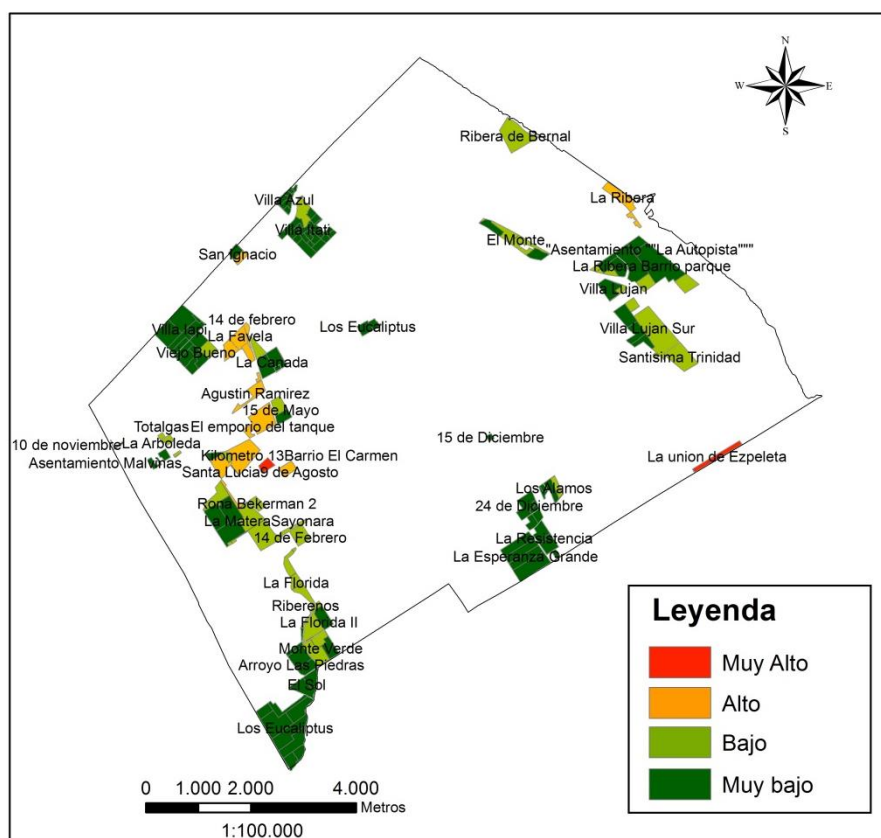 N
W E
S
Ribera de Bernal
La Ribera
Villa Azul
Villa Itati
San Ignacio
El Monte
"Asentamiento ""La Autopista"""
La Ribera Barrio parque
Villa Lujan
14 de febrero
La Favela
Villa Iapi
Los Eucaliptus
Villa Lujan Sur
Viejo Bueno
La Canada
Santisima Trinidad
Agustin Ramirez
15 de Mayo
Totalgas
El emporio del tanque
10 de noviembre
La Arboleda
15 de Diciembre
Kilometro 13
Barrio El Carmen
La union de Ezpeleta
Asentamiento Malvinas
Santa Lucia
9 de Agosto
Los Alamos
Rona Bekerman 2
24 de Diciembre
La Matera
Sayonara
14 de Febrero
La Resistencia
La Esperanza Grande
La Florida
Riberenos
La Florida II
Monte Verde
Arroyo Las Piedras
El Sol
Los Eucaliptus
Leyenda
Muy Alto
Alto
Bajo
Muy bajo
0 1.000 2.000 4.000
Metros
1:100.000